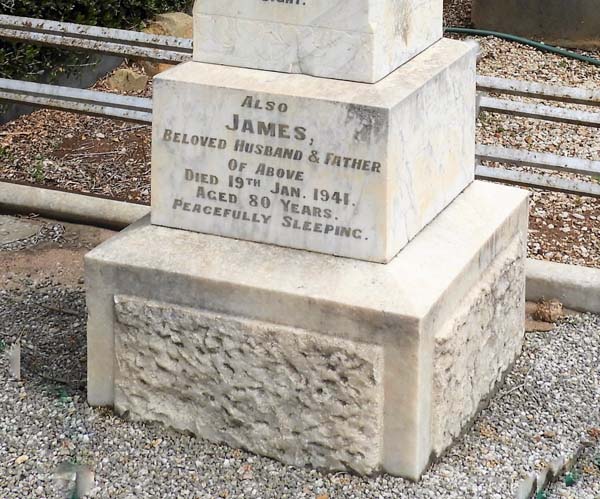 Also
James,
Beloved Husband & Father
Of Above
Died 19th Jan. 1941.
Aged 80 Years.
Peacefully Sleeping.